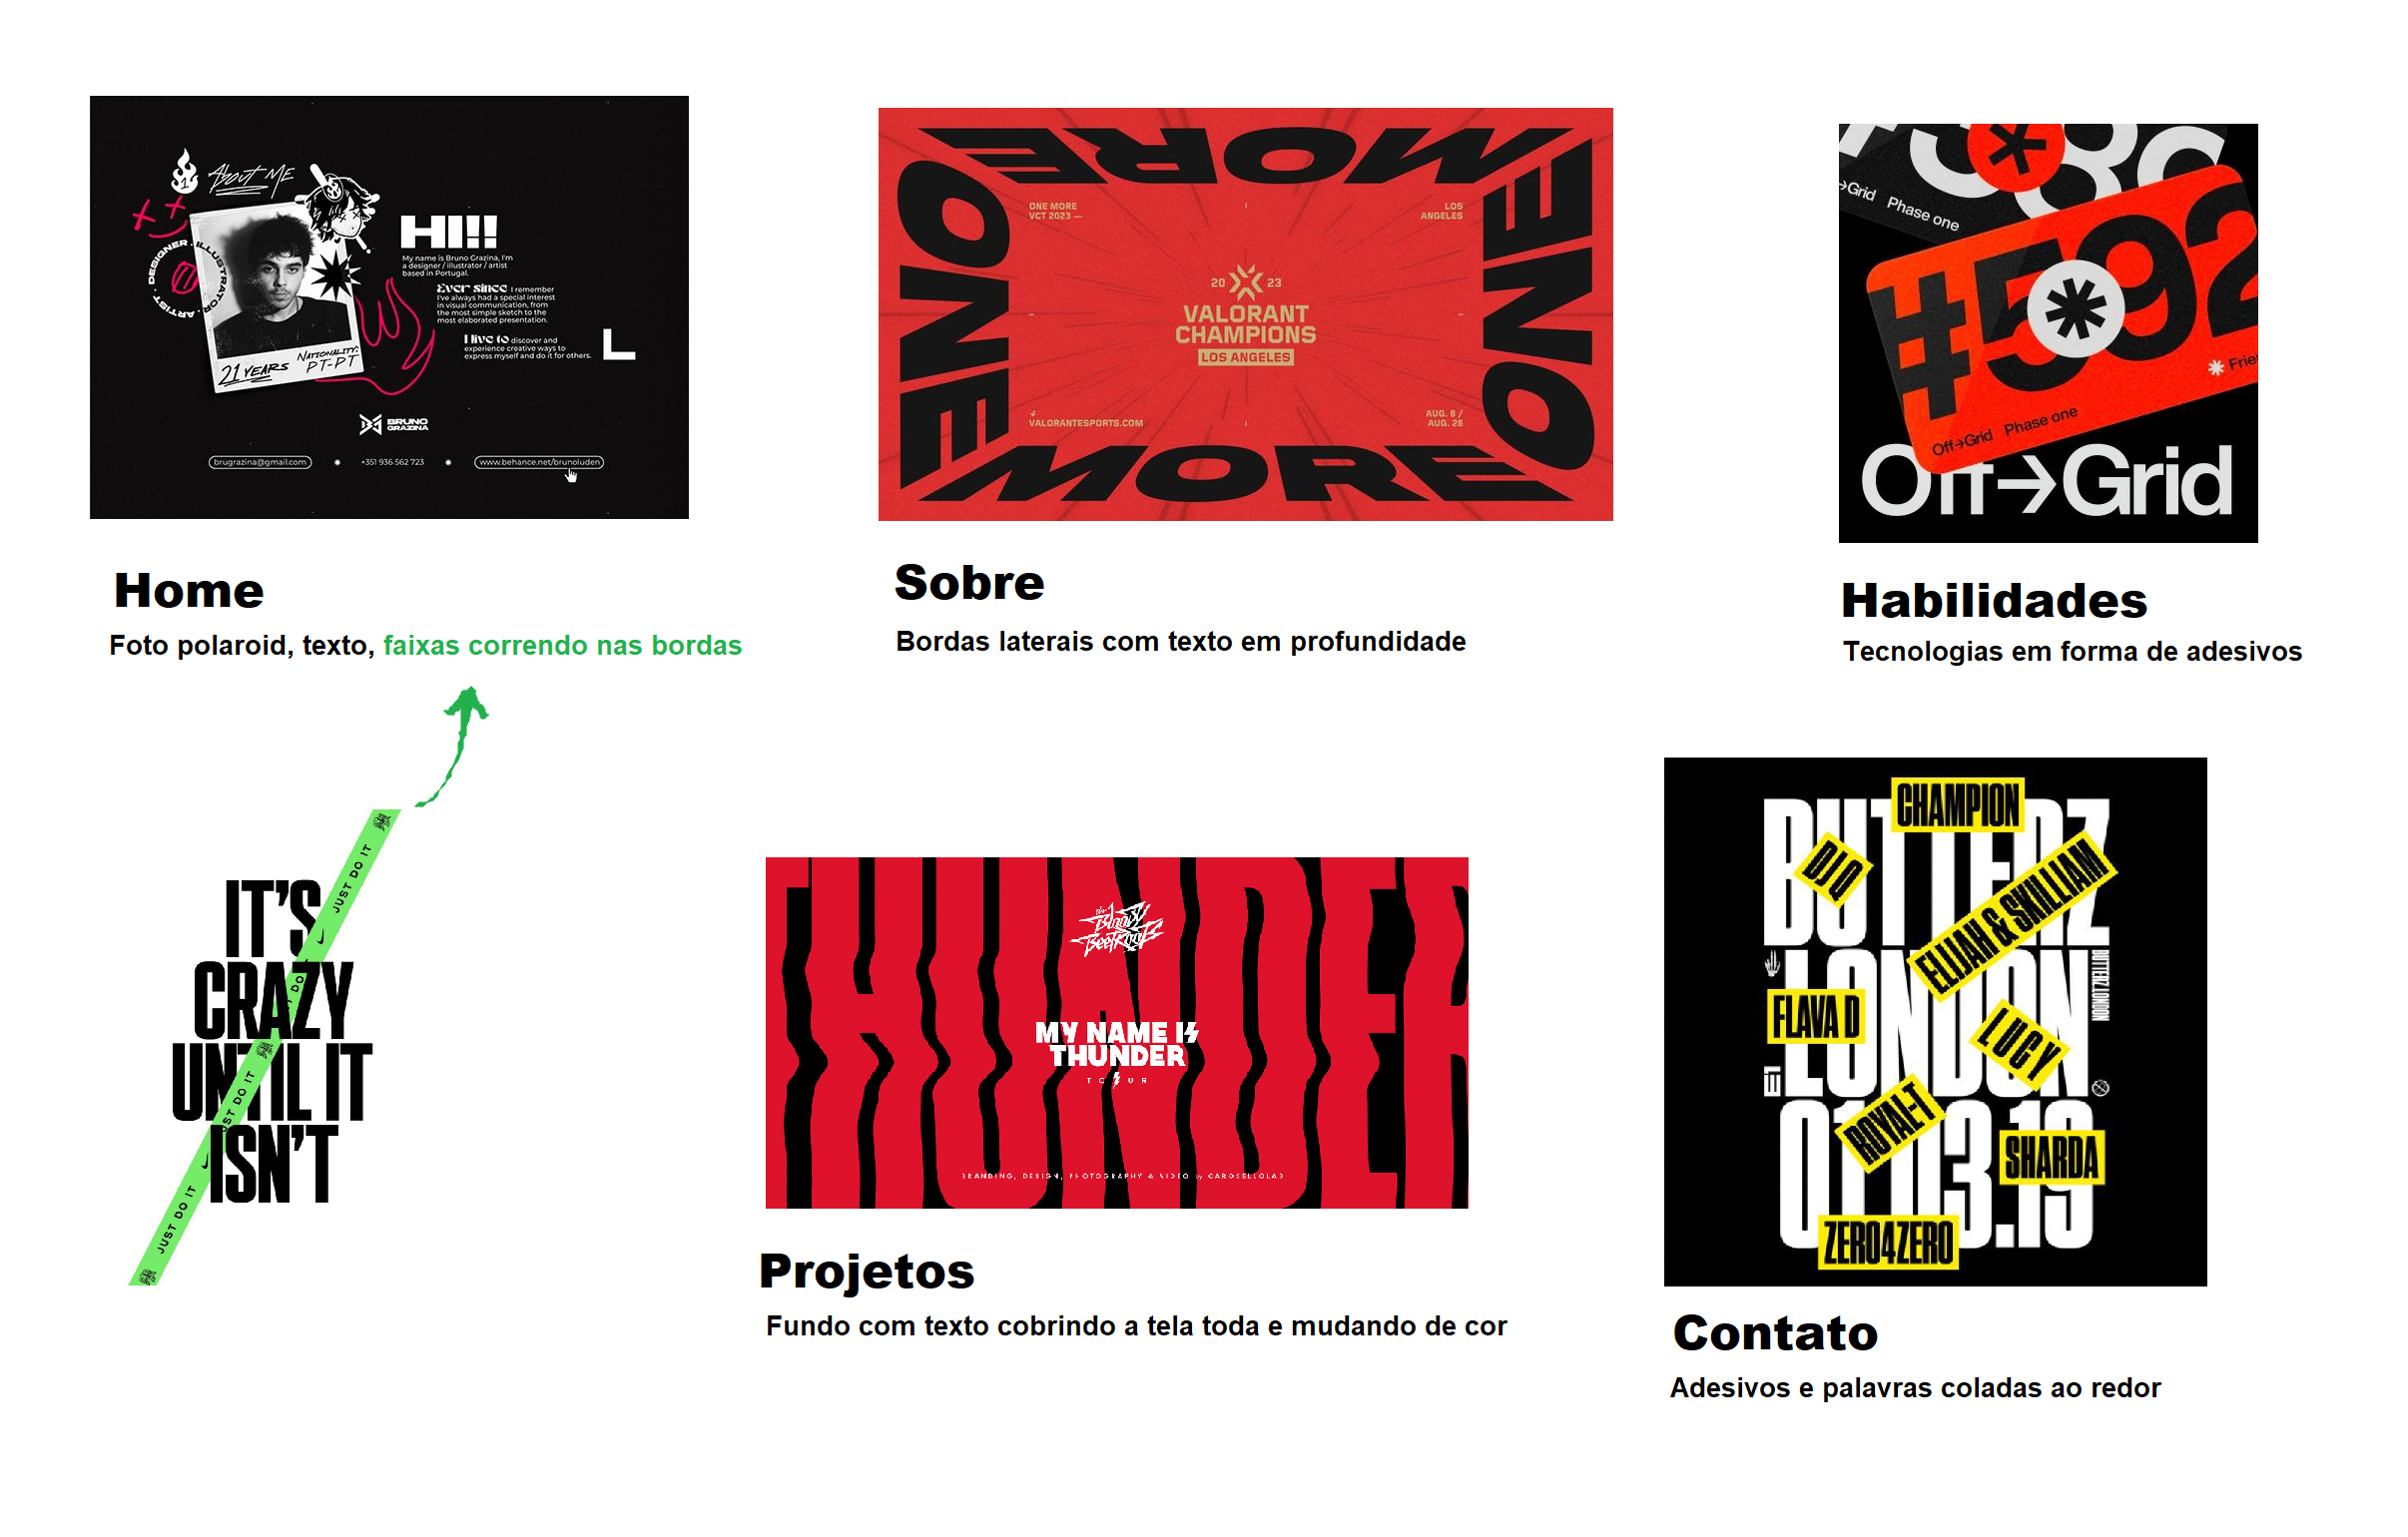 1
About ME
DESIGNER · ILLUSTRATOR · ARTIST ·
21 YEARS
NATIONALITY:
PT-PT
HI!!
My name is Bruno Grazina, I'm
a designer / illustrator / artist
based in Portugal.
Ever since I remember
I've always had a special interest
in visual communication, from
the most simple sketch to the
most elaborated presentation.
I live to discover and
experience creative ways to
express myself and do it for others.
BRUNO
GRAZINA
brugrazina@gmail.com
+351 936 562 723
www.behance.net/brunoluden
Home
Foto polaroid, texto, faixas correndo nas bordas
MORE
ONE
ONE
MORE
ONE MORE
VCT 2023 —
LOS
ANGELES
20 23
VALORANT
CHAMPIONS
LOS ANGELES
VALORANTESPORTS.COM
AUG. 6 /
AUG. 26
Sobre
Bordas laterais com texto em profundidade
Grid Phase one
#592
Off→Grid Phase one
Off→Grid
Habilidades
Tecnologias em forma de adesivos
IT'S
CRAZY
UNTIL IT
ISN'T
JUST DO IT
JUST DO IT
JUST DO IT
THUNDER
The
Bloody
Beetroots
MY NAME IS
THUNDER
TOUR
BRANDING, DESIGN, PHOTOGRAPHY & VIDEO by CAROSELLOLAB
Projetos
Fundo com texto cobrindo a tela toda e mudando de cor
BUTTERZ
LONDON
01.03.19
CHAMPION
DJ Q
ELIJAH & SKILLIAM
FLAVA D
LUCY
ROYAL-T
SHARDA
ZERO4ZERO
BUTTERZ LONDON
E1
Contato
Adesivos e palavras coladas ao redor